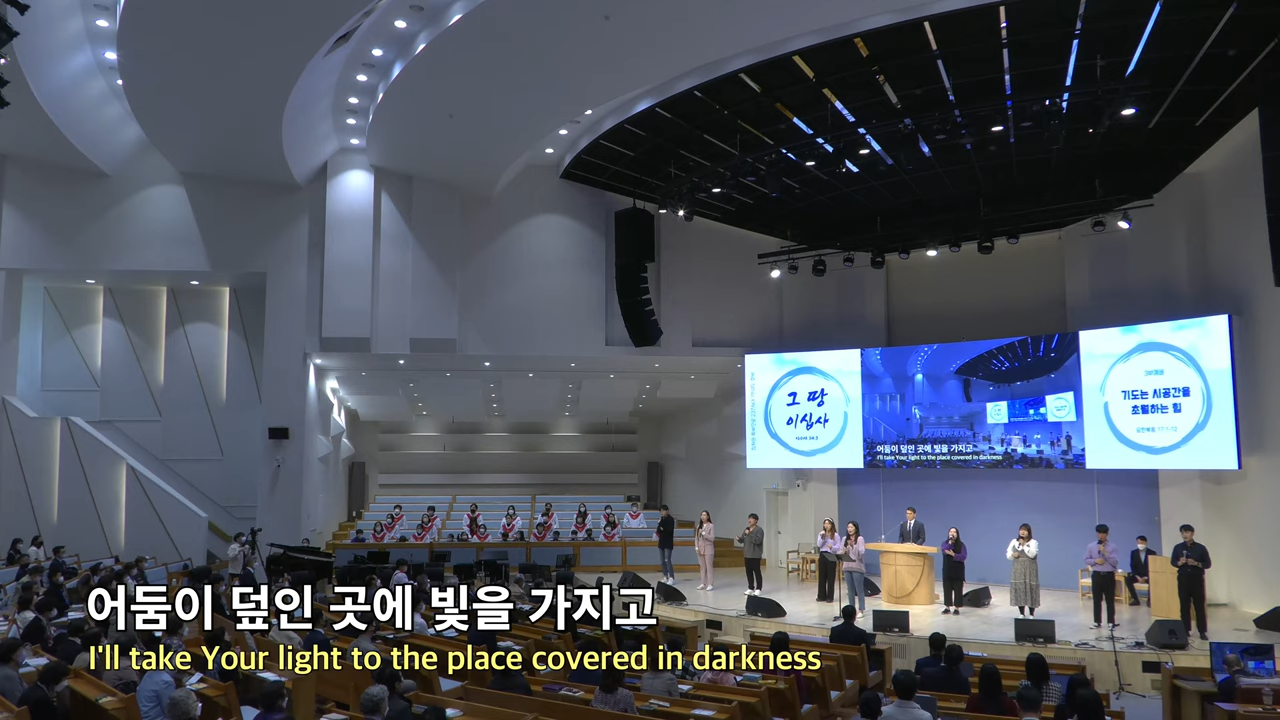 그 땅
이십사
기도는 시공간을
초월하는 힘
어둠이 덮인 곳에 빛을 가지고
I'll take Your light to the place covered in darkness
어둠이 덮인 곳에 빛을 가지고
I'll take Your light to the place covered in darkness